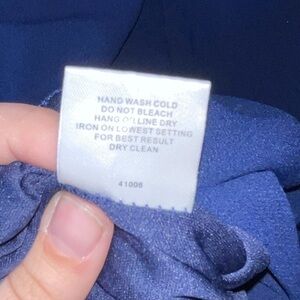 HAND WASH COLD
DO NOT BLEACH
HANG OR LINE DRY
IRON ON LOWEST SETTING
FOR BEST RESULT
DRY CLEAN
41006